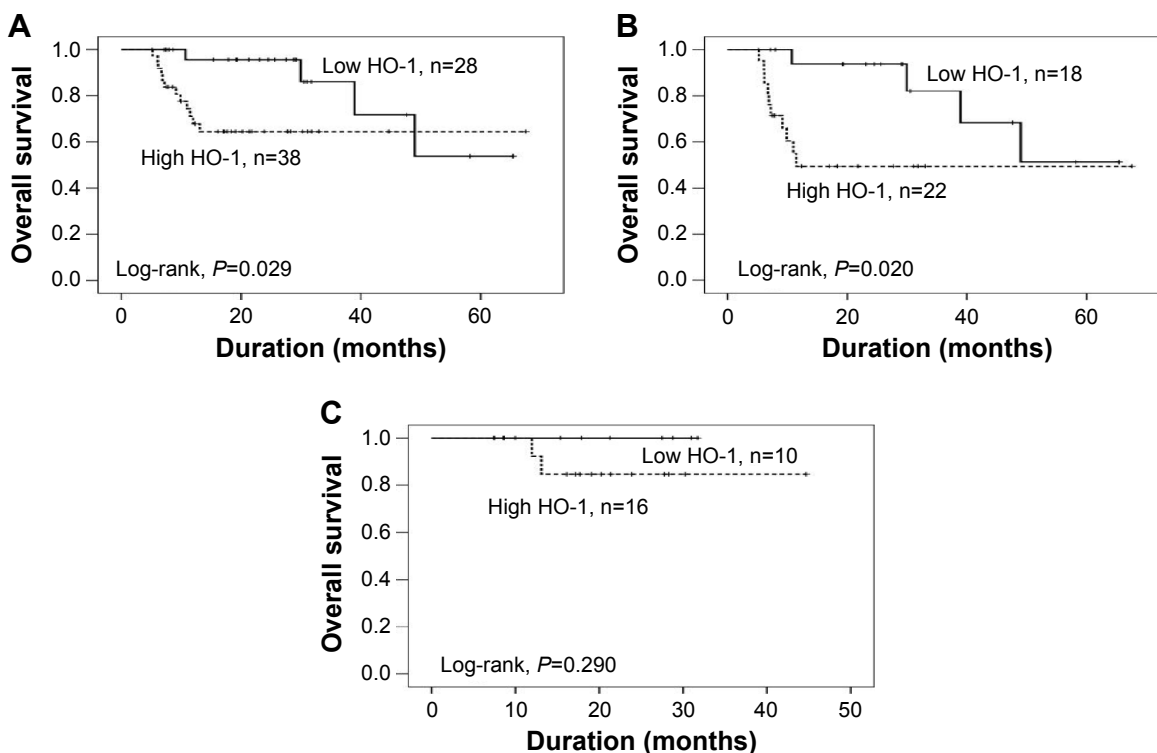 A
Overall survival
1.0
0.8
0.6
0.4
0.2
0.0
Low HO-1, n=28
High HO-1, n=38
Log-rank, P=0.029
0 20 40 60
Duration (months)
B
Overall survival
1.0
0.8
0.6
0.4
0.2
0.0
Low HO-1, n=18
High HO-1, n=22
Log-rank, P=0.020
0 20 40 60
Duration (months)
C
Overall survival
1.0
0.8
0.6
0.4
0.2
0.0
Low HO-1, n=10
High HO-1, n=16
Log-rank, P=0.290
0 10 20 30 40 50
Duration (months)